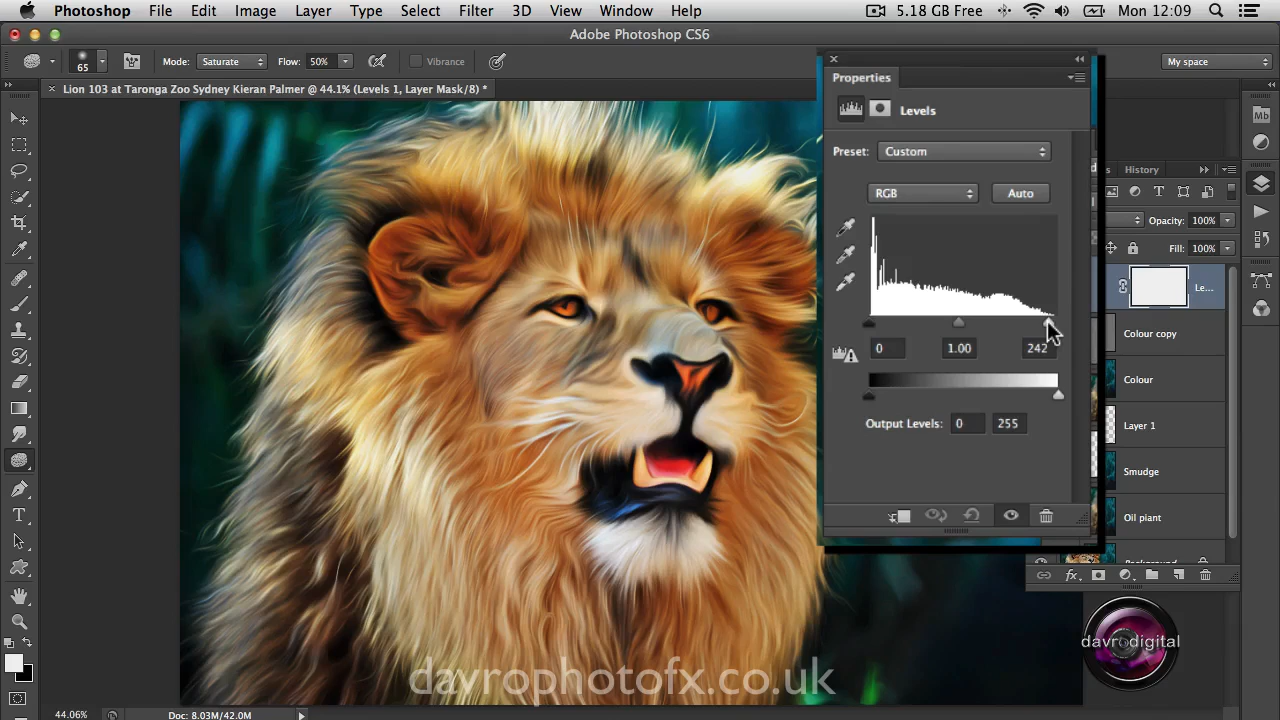 Photoshop File Edit Image Layer Type Select Filter 3D View Window Help 5.18 GB Free Mon 12:09
Adobe Photoshop CS6
65 Mode: Saturate Flow: 50% Vibrance My space
Lion 103 at Taronga Zoo Sydney Kieran Palmer @ 44.1% (Levels 1, Layer Mask/8) *
Properties
Levels
Preset: Custom
RGB Auto
0 1.00 242
Output Levels: 0 255
Mb
History
Opacity: 100%
Fill: 100%
Le...
Colour copy
Colour
Layer 1
Smudge
Oil piant
Background
fx
T
davrodigital
davrophotofx.co.uk
44.06% Doc: 8.03M/42.0M